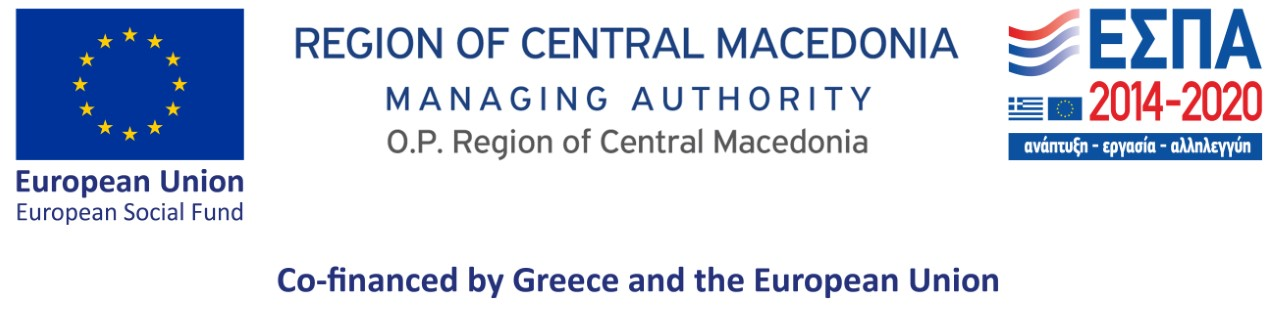 European Union
European Social Fund
REGION OF CENTRAL MACEDONIA
MANAGING AUTHORITY
O.P. Region of Central Macedonia
ΕΣΠΑ
2014-2020
ανάπτυξη - εργασία - αλληλεγγύη
Co-financed by Greece and the European Union